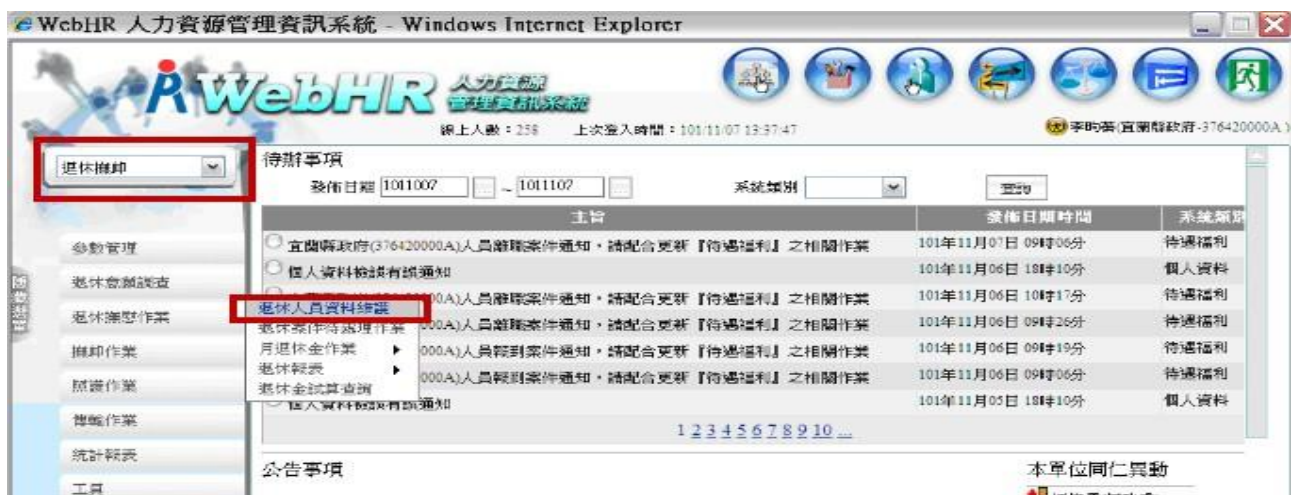 WebHR 人力資源管理資訊系統 - Windows Internet Explorer
WebHR 人力資源
管理資訊系統
線上人數：258 上次登入時間：101/11/07 13:37:47
(宜蘭縣政府-376420000A)
退休撫卹
待辦事項
發佈日期 1011007 ~ 1011107 系統類別 查詢
主旨 發佈日期時間 系統類別
宜蘭縣政府(376420000A)人員離職案件通知，請配合更新『待遇福利』之相關作業 101年11月07日 09時06分 待遇福利
個人資料檢誤有誤通知 101年11月06日 18時10分 個人資料
000A)人員離職案件通知，請配合更新『待遇福利』之相關作業 101年11月06日 10時17分 待遇福利
000A)人員離職案件通知，請配合更新『待遇福利』之相關作業 101年11月06日 09時26分 待遇福利
000A)人員報到案件通知，請配合更新『待遇福利』之相關作業 101年11月06日 09時19分 待遇福利
000A)人員報到案件通知，請配合更新『待遇福利』之相關作業 101年11月06日 09時06分 待遇福利
個人資料檢誤有誤通知 101年11月05日 18時10分 個人資料
1 2 3 4 5 6 7 8 9 10 ...
參數管理
退休意願調查
退休撫慰作業
撫卹作業
照護作業
傳輸作業
統計報表
工具
退休人員資料維護
退休案件待處理作業
月退休金作業
退休報表
退休金試算查詢
公告事項
本單位同仁異動